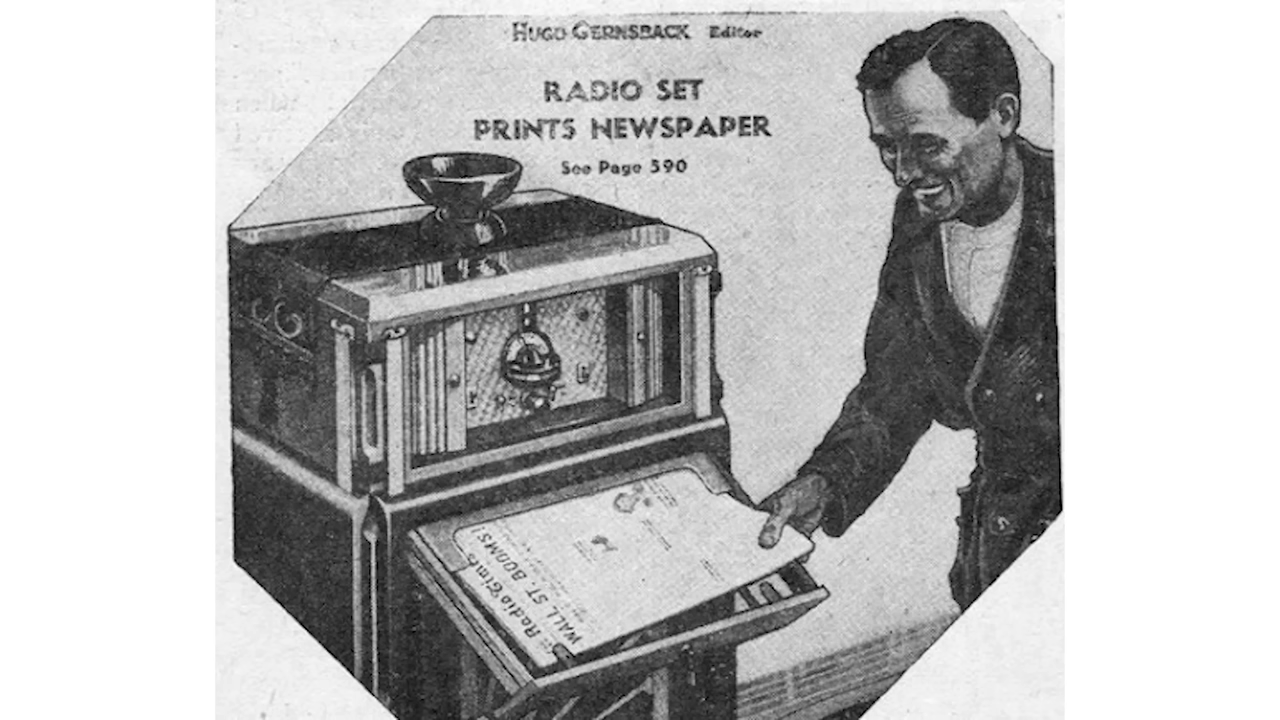 HUGO GERNSBACK Editor
RADIO SET
PRINTS NEWSPAPER
See Page 590
Radio Times
WALL ST. BOOMS!